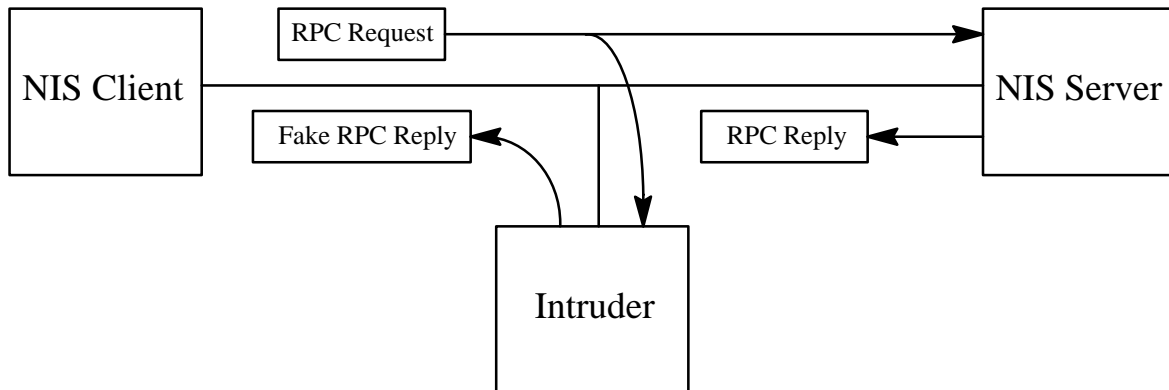 RPC Request
NIS Client
NIS Server
Fake RPC Reply
RPC Reply
Intruder